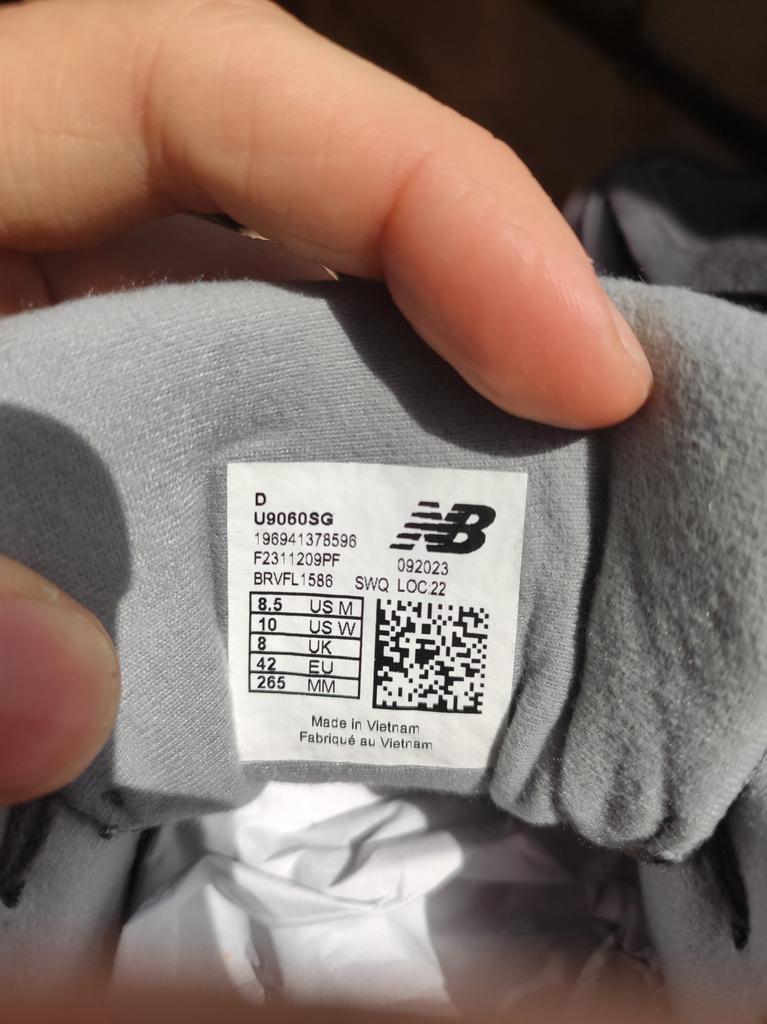 D
U9060SG
NB
196941378596
F2311209PF
092023
BRVFL1586 SWQ LOC:22
8.5 US M
10 US W
8 UK
42 EU
265 MM
Made in Vietnam
Fabriqué au Vietnam